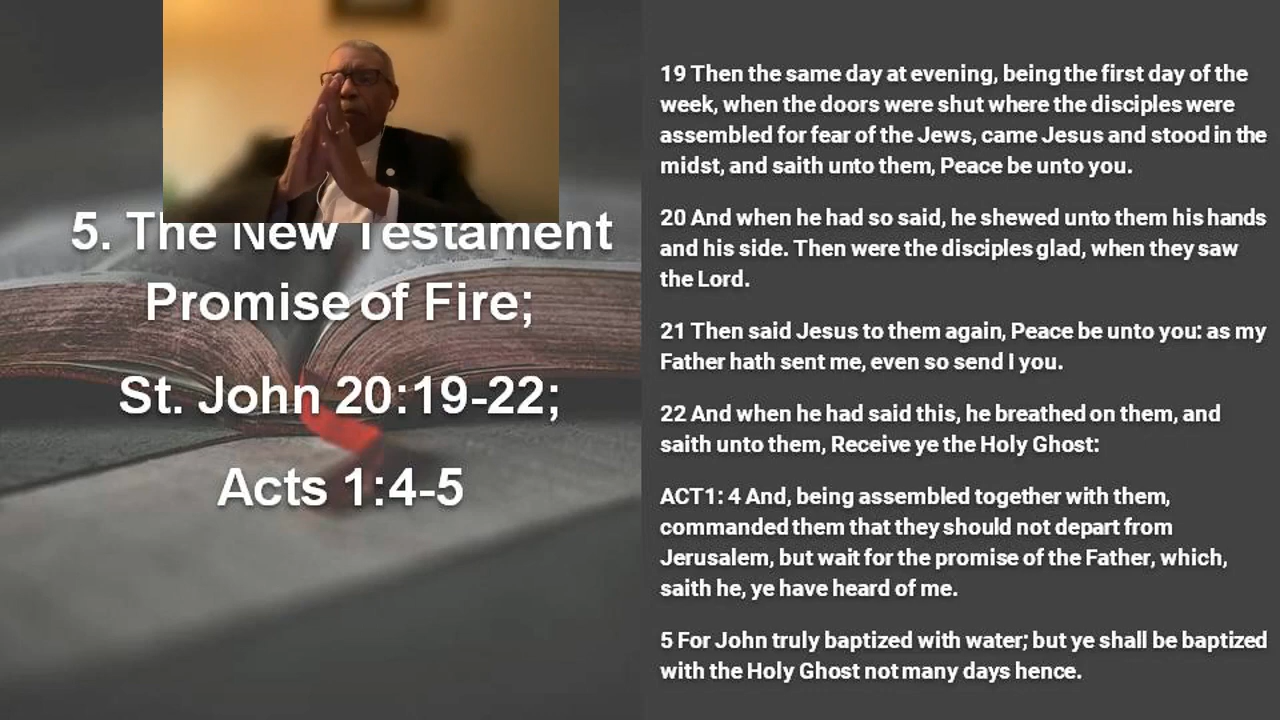 5. The New Testament
Promise of Fire;
St. John 20:19-22;
Acts 1:4-5
19 Then the same day at evening, being the first day of the
week, when the doors were shut where the disciples were
assembled for fear of the Jews, came Jesus and stood in the
midst, and saith unto them, Peace be unto you.
20 And when he had so said, he shewed unto them his hands
and his side. Then were the disciples glad, when they saw
the Lord.
21 Then said Jesus to them again, Peace be unto you: as my
Father hath sent me, even so send I you.
22 And when he had said this, he breathed on them, and
saith unto them, Receive ye the Holy Ghost:
ACT1: 4 And, being assembled together with them,
commanded them that they should not depart from
Jerusalem, but wait for the promise of the Father, which,
saith he, ye have heard of me.
5 For John truly baptized with water; but ye shall be baptized
with the Holy Ghost not many days hence.